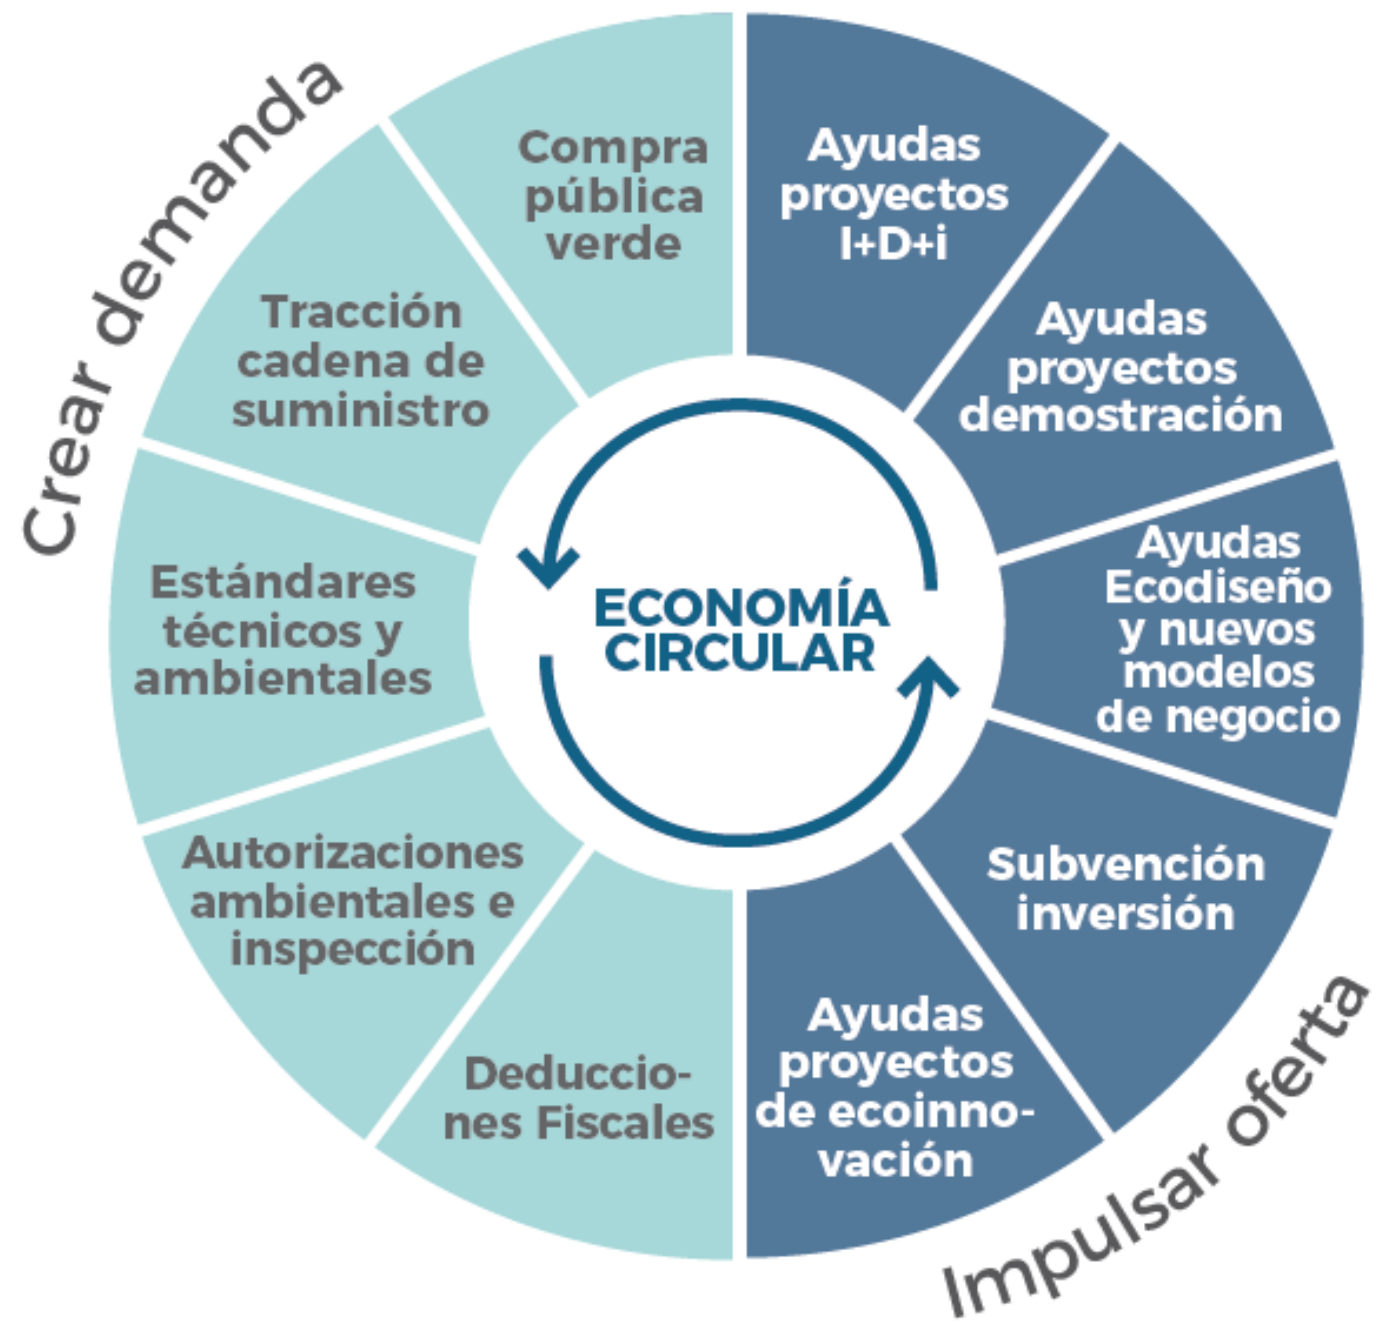 Crear demanda
Compra
pública
verde
Tracción
cadena de
suministro
Estándares
técnicos y
ambientales
Autorizaciones
ambientales e
inspección
Deduccio-
nes Fiscales
ECONOMÍA
CIRCULAR
Ayudas
proyectos
I+D+i
Ayudas
proyectos
demostración
Ayudas
Ecodiseño
y nuevos
modelos
de negocio
Subvención
inversión
Ayudas
proyectos
de ecoinno-
vación
Impulsar oferta